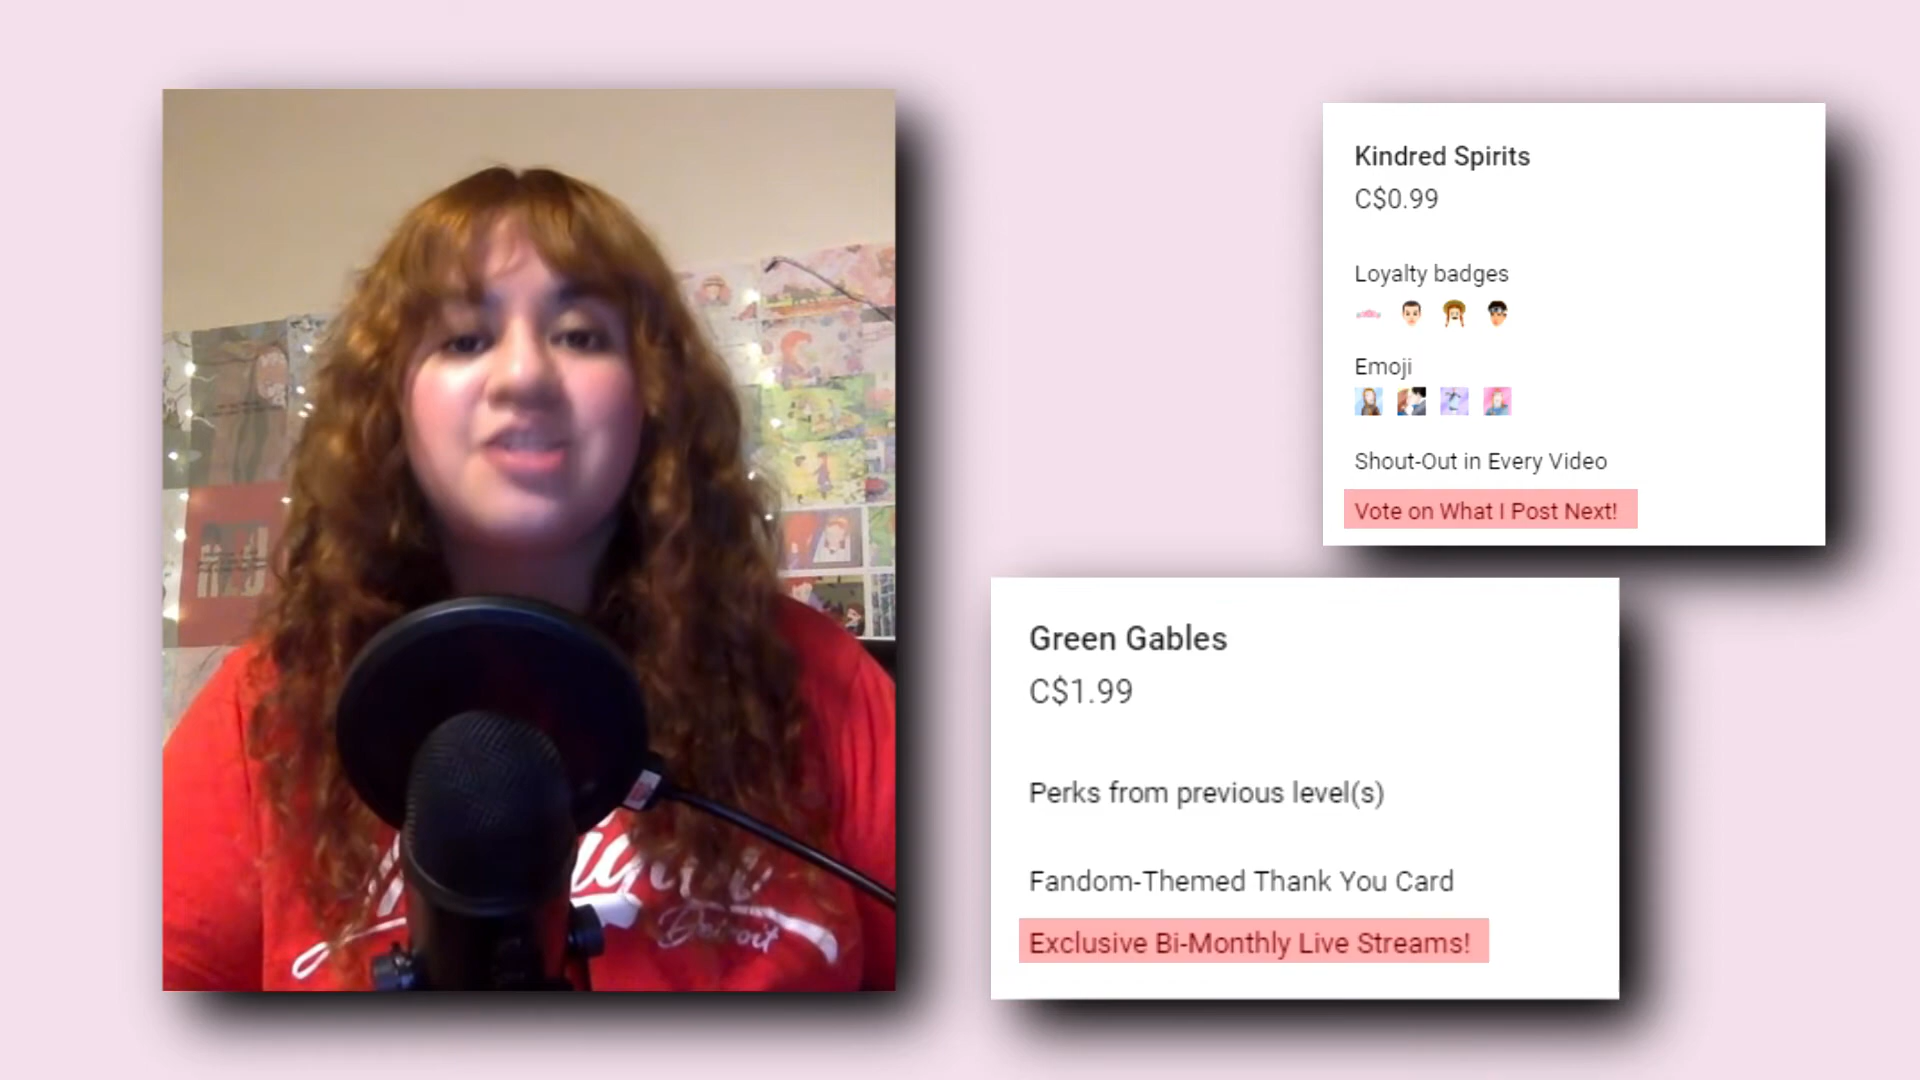 Kindred Spirits
C$0.99
Loyalty badges
Emoji
Shout-Out in Every Video
Vote on What I Post Next!
Green Gables
C$1.99
Perks from previous level(s)
Fandom-Themed Thank You Card
Exclusive Bi-Monthly Live Streams!
Detroit